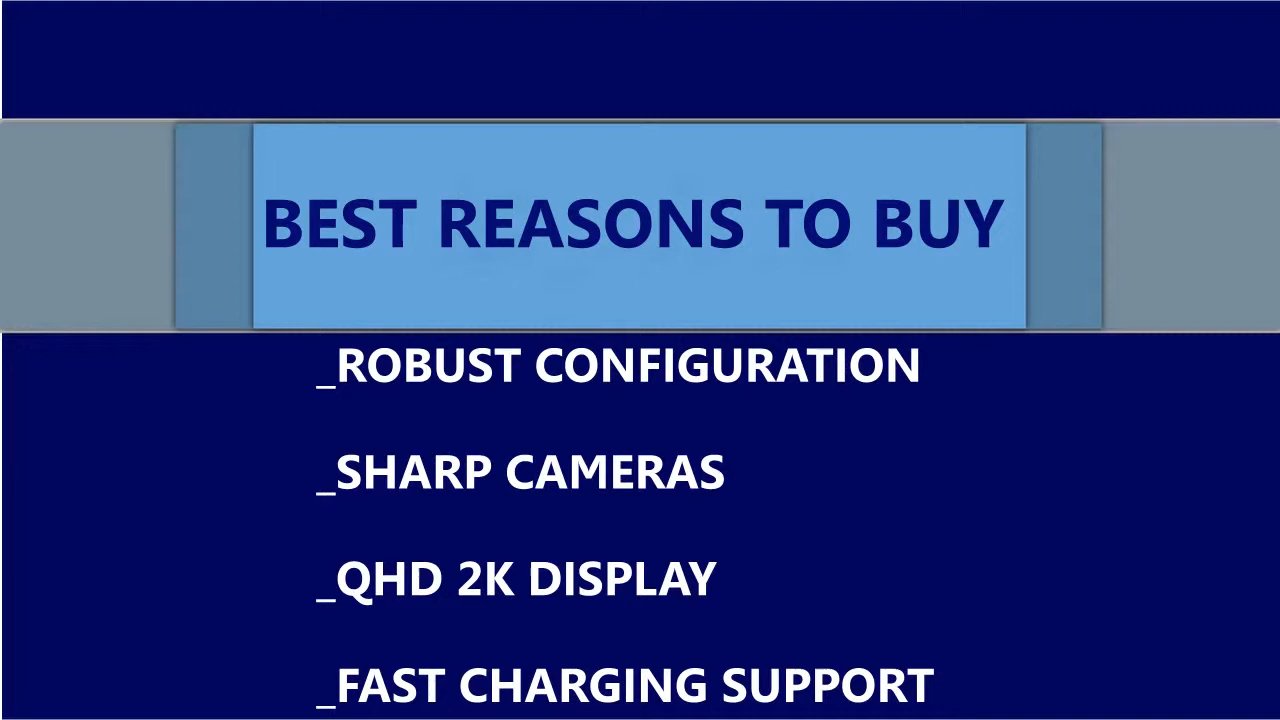 BEST REASONS TO BUY
_ROBUST CONFIGURATION
_SHARP CAMERAS
_QHD 2K DISPLAY
_FAST CHARGING SUPPORT